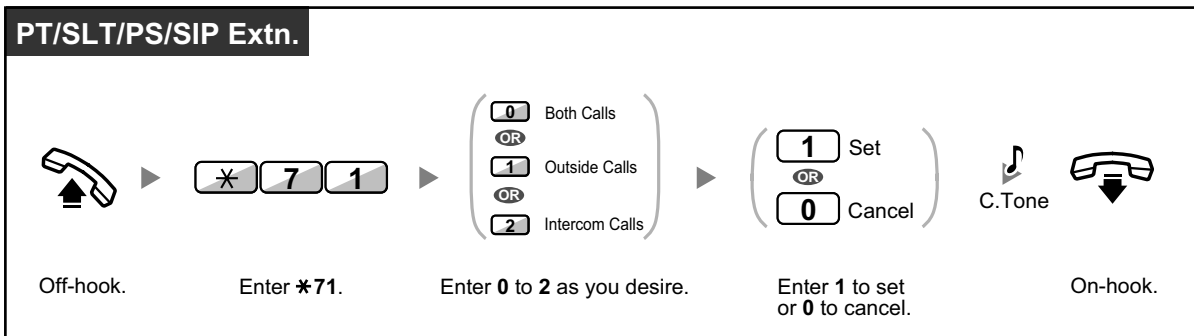 PT/SLT/PS/SIP Extn.
0 Both Calls
OR
1 Outside Calls
OR
2 Intercom Calls
1 Set
OR
0 Cancel
C.Tone
* 7 1
Off-hook.
Enter *71.
Enter 0 to 2 as you desire.
Enter 1 to set
or 0 to cancel.
On-hook.